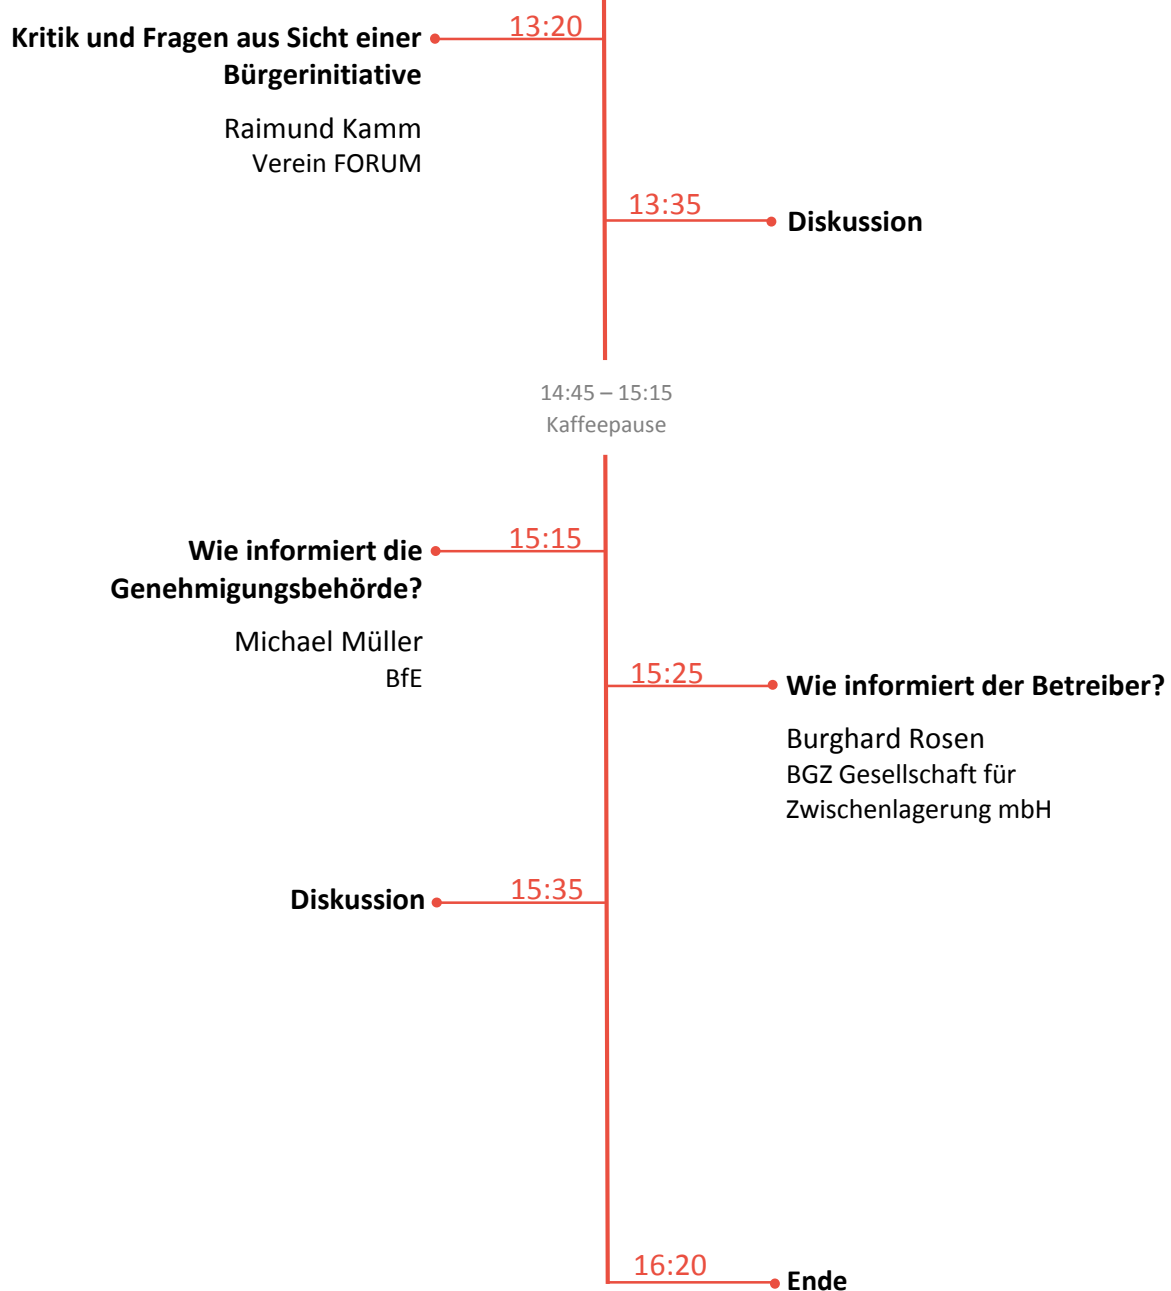 13:20
Kritik und Fragen aus Sicht einer
Bürgerinitiative
Raimund Kamm
Verein FORUM
13:35
Diskussion
14:45 – 15:15
Kaffeepause
15:15
Wie informiert die
Genehmigungsbehörde?
Michael Müller
BfE
15:25
Wie informiert der Betreiber?
Burghard Rosen
BGZ Gesellschaft für
Zwischenlagerung mbH
15:35
Diskussion
16:20
Ende